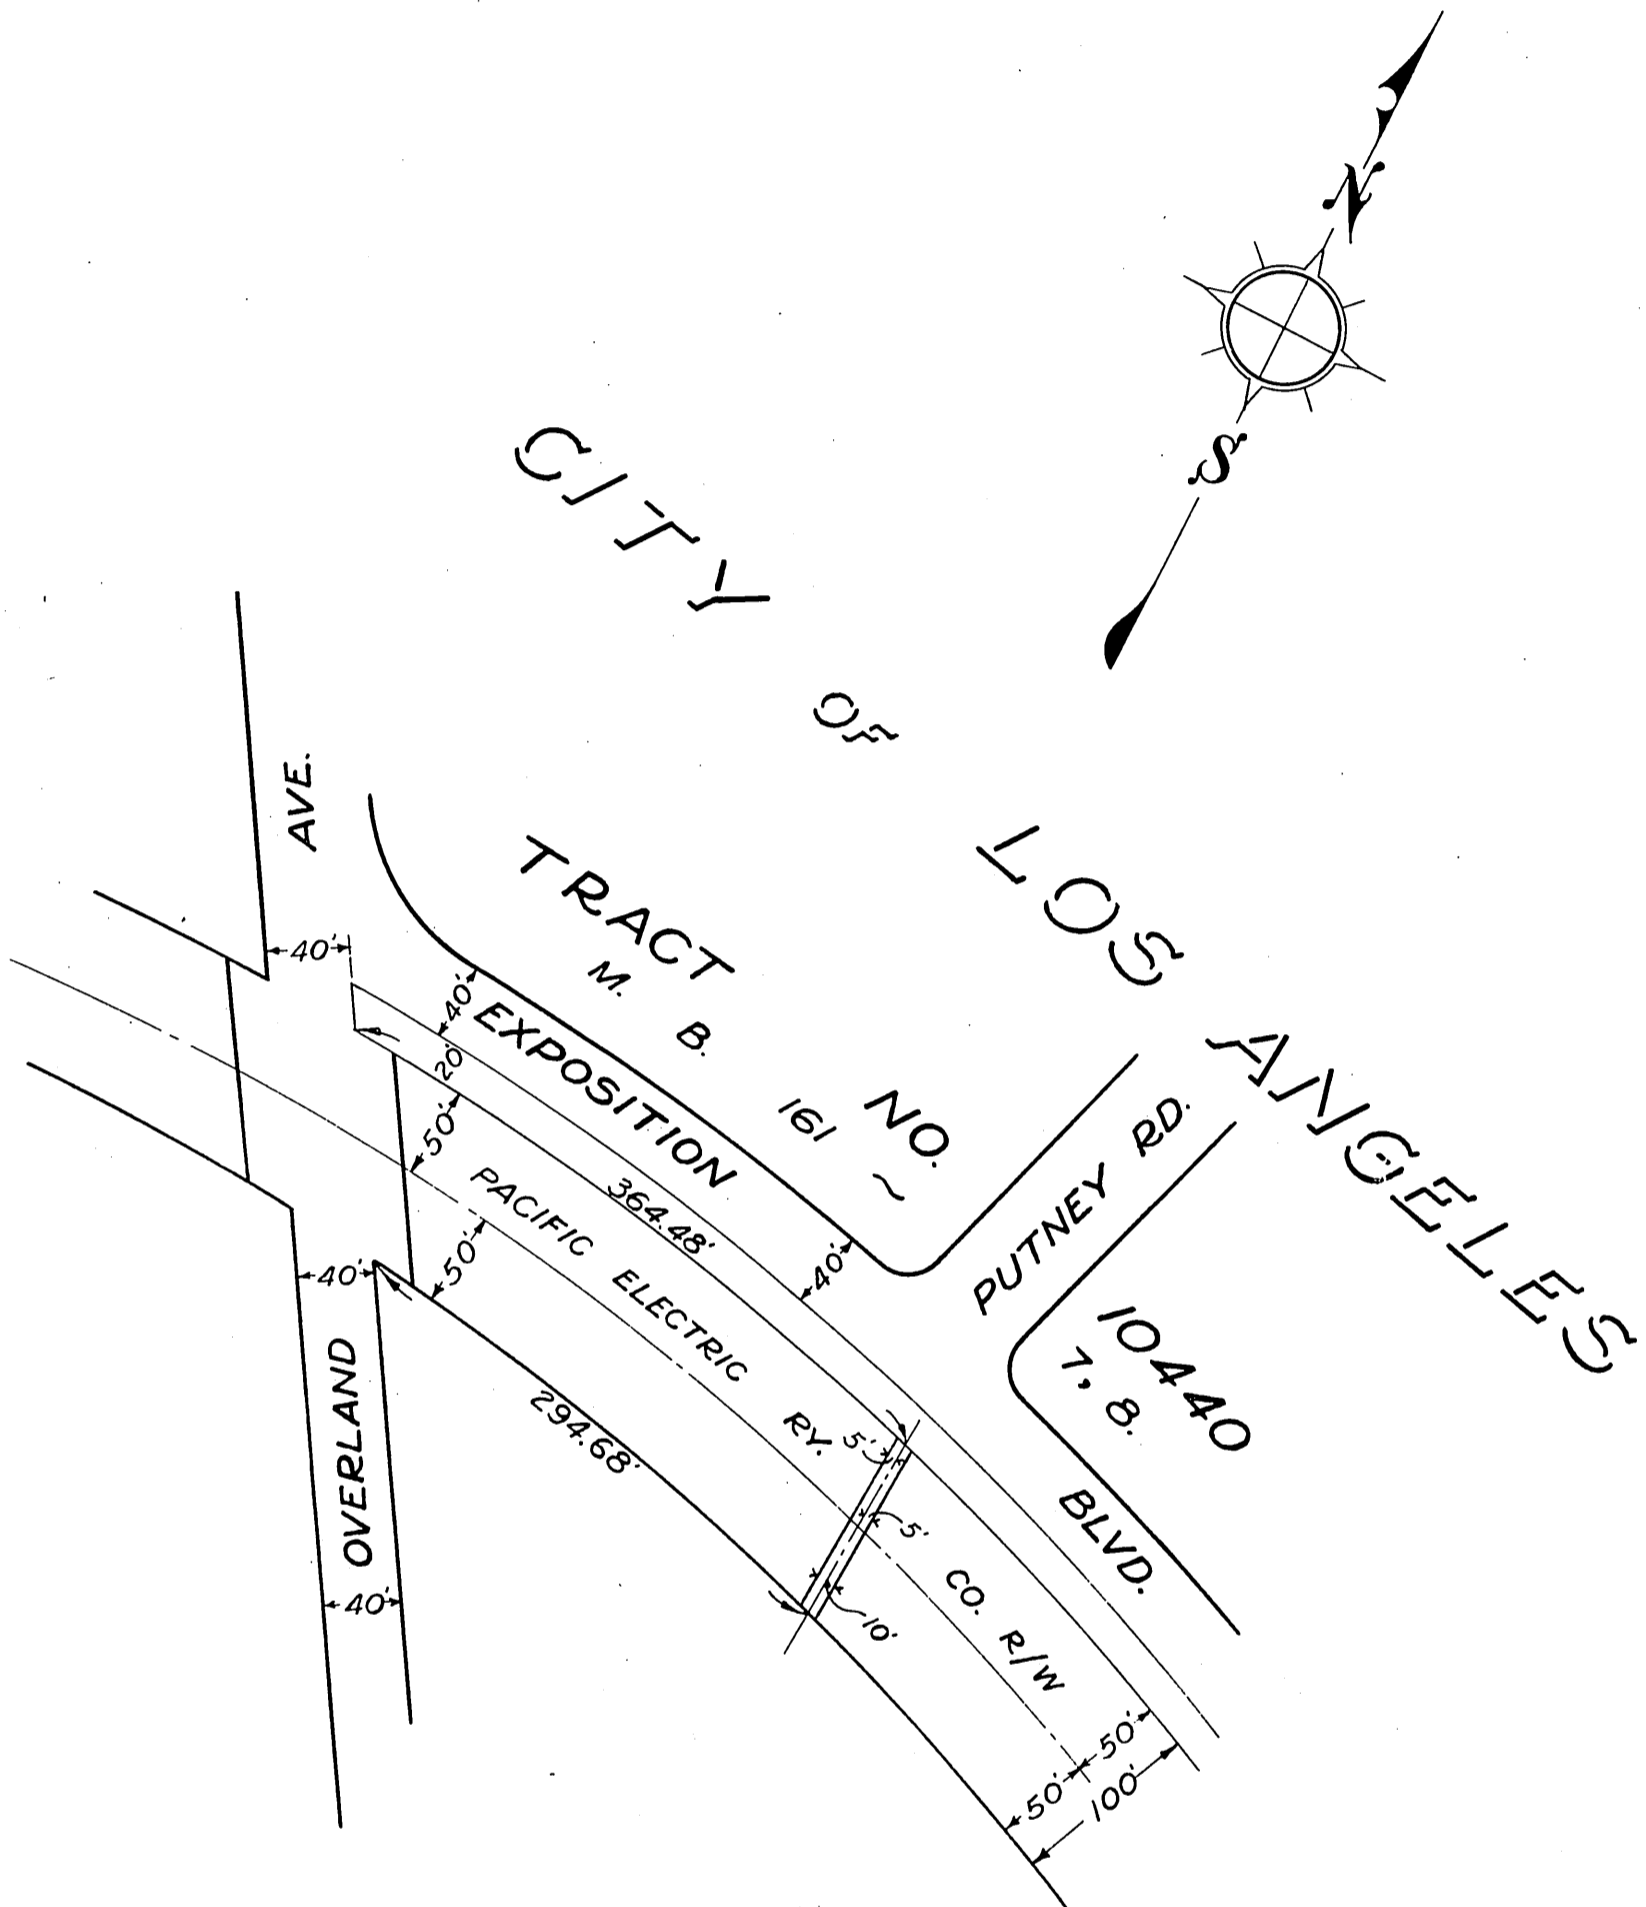 N
S
CITY OF LOS ANGELES
TRACT NO. 10440
M. B. 161 ~ 7, 8.
AVE.
40'
40'
EXPOSITION
20'
50'
PACIFIC ELECTRIC RY. CO. R/W
364.48'
40'
PUTNEY RD.
50'
40'
OVERLAND
294.68'
5'
5'
BLVD.
40'
10'
50'
50'
100'